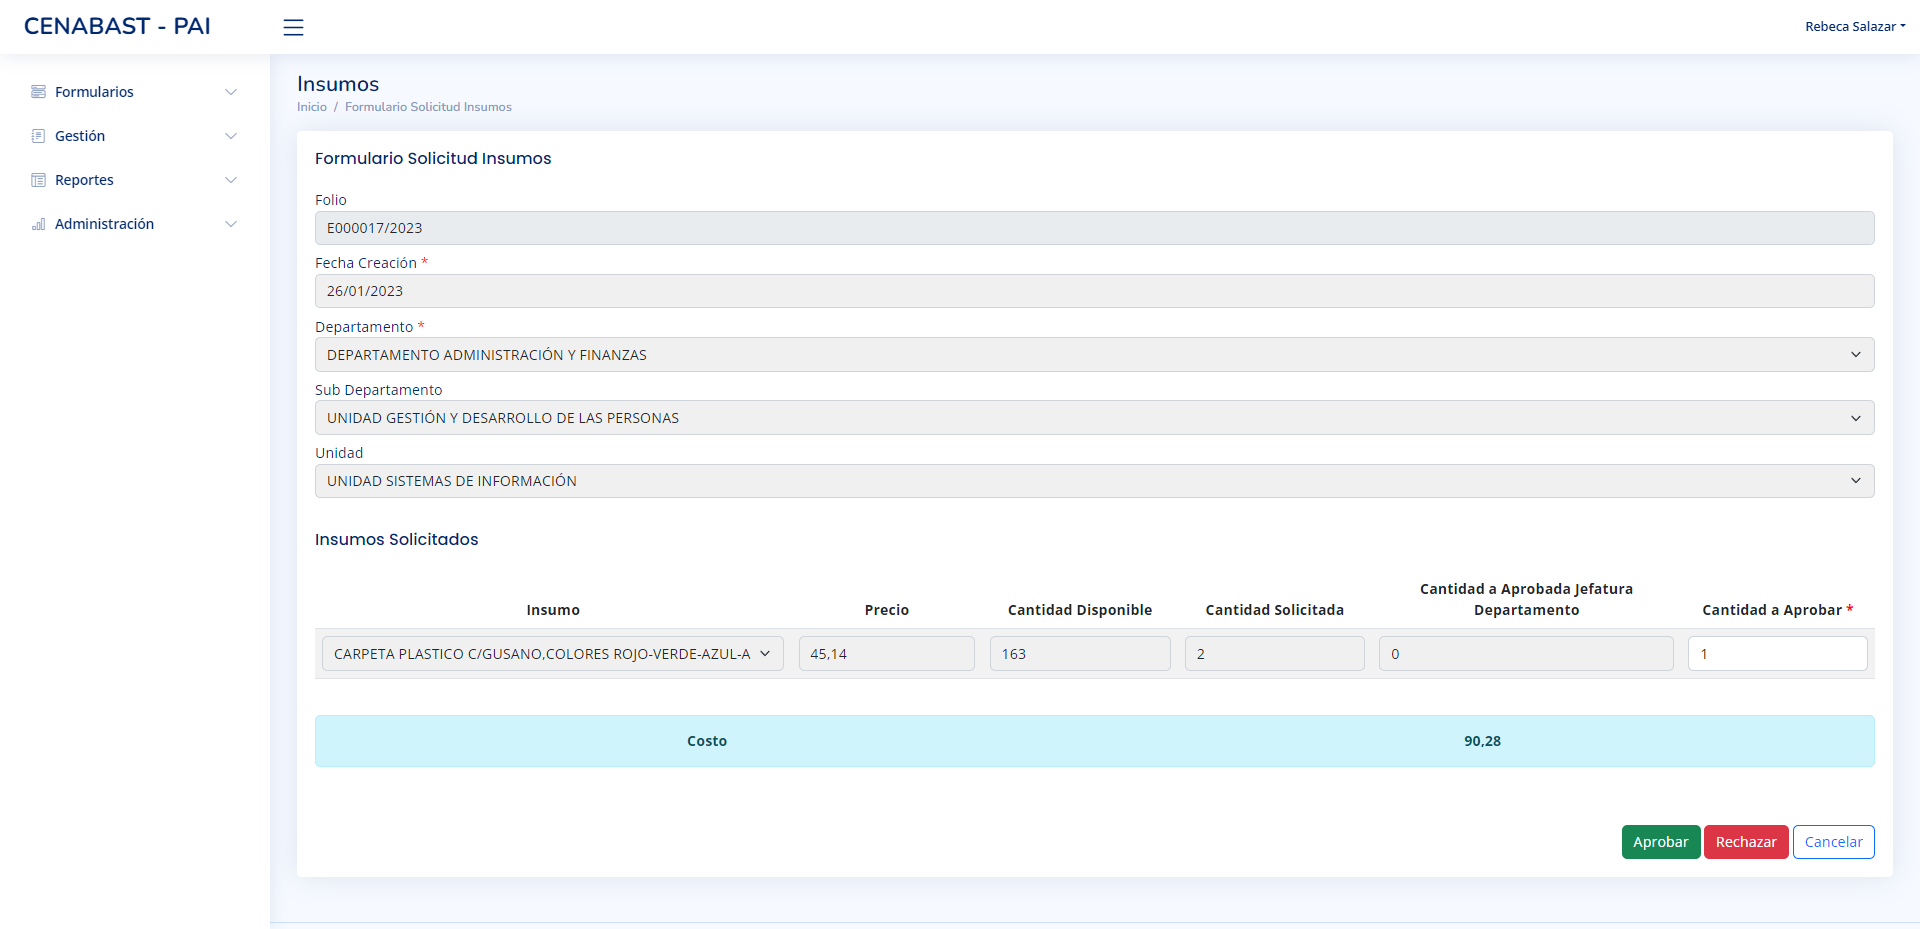 CENABAST - PAI
Rebeca Salazar
Formularios
Gestión
Reportes
Administración
Insumos
Inicio / Formulario Solicitud Insumos
Formulario Solicitud Insumos
Folio
E000017/2023
Fecha Creación *
26/01/2023
Departamento *
DEPARTAMENTO ADMINISTRACIÓN Y FINANZAS
Sub Departamento
UNIDAD GESTIÓN Y DESARROLLO DE LAS PERSONAS
Unidad
UNIDAD SISTEMAS DE INFORMACIÓN
Insumos Solicitados
Insumo Precio Cantidad Disponible Cantidad Solicitada Cantidad a Aprobada Jefatura
Departamento Cantidad a Aprobar *
CARPETA PLASTICO C/GUSANO,COLORES ROJO-VERDE-AZUL-A 45,14 163 2 0 1
Costo 90,28
Aprobar Rechazar Cancelar